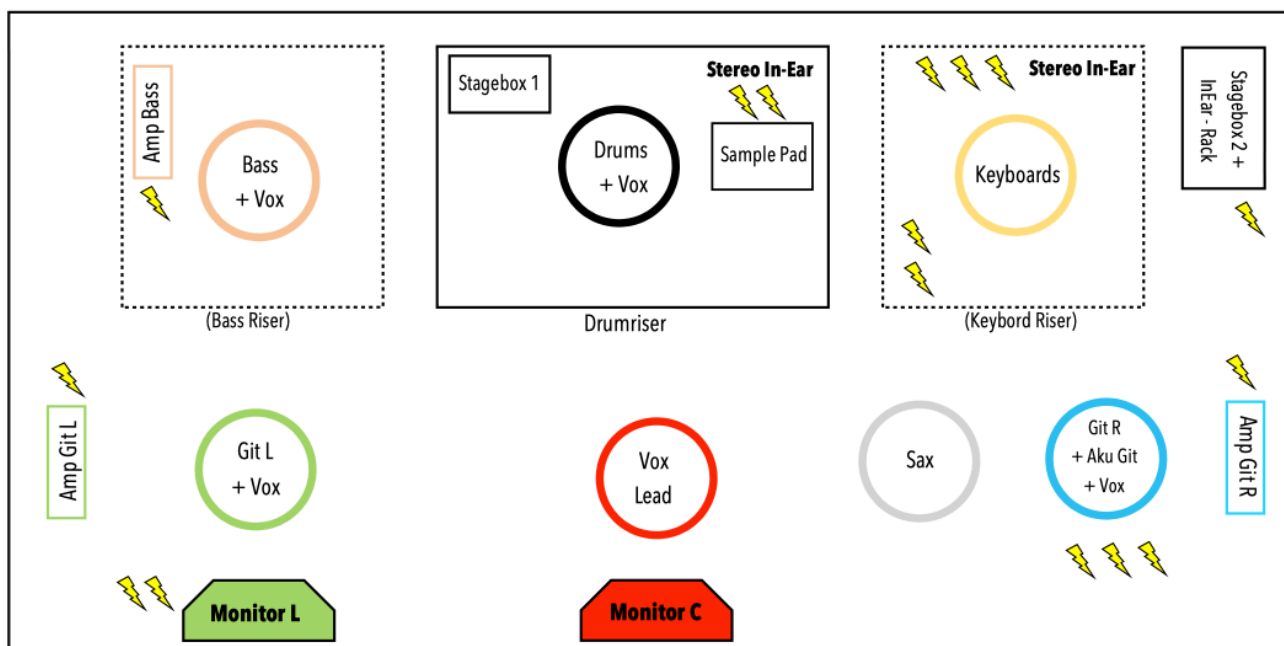 Amp Bass
Bass
+ Vox
(Bass Riser)
Stagebox 1
Drums
+ Vox
Stereo In-Ear
Sample Pad
Drumriser
Stereo In-Ear
Keyboards
(Keybord Riser)
Stagebox 2 +
InEar - Rack
Amp Git L
Git L
+ Vox
Vox
Lead
Sax
Git R
+ Aku Git
+ Vox
Amp Git R
Monitor L
Monitor C